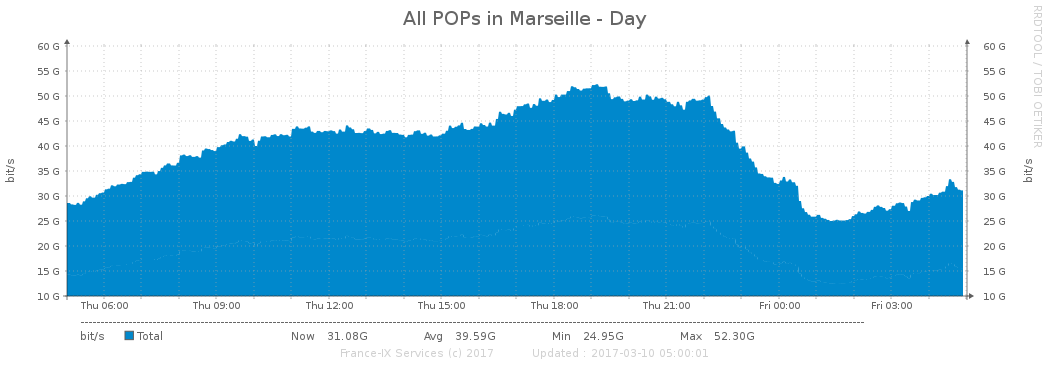 All POPs in Marseille - Day
RRDTOOL / TOBI OETIKER
60 G 60 G
55 G 55 G
50 G 50 G
45 G 45 G
40 G 40 G
35 G 35 G
30 G 30 G
25 G 25 G
20 G 20 G
15 G 15 G
10 G 10 G
bit/s
bit/s
Thu 06:00 Thu 09:00 Thu 12:00 Thu 15:00 Thu 18:00 Thu 21:00 Fri 00:00 Fri 03:00
bit/s Total Now 31.08G Avg 39.59G Min 24.95G Max 52.30G
France-IX Services (c) 2017 Updated : 2017-03-10 05:00:01